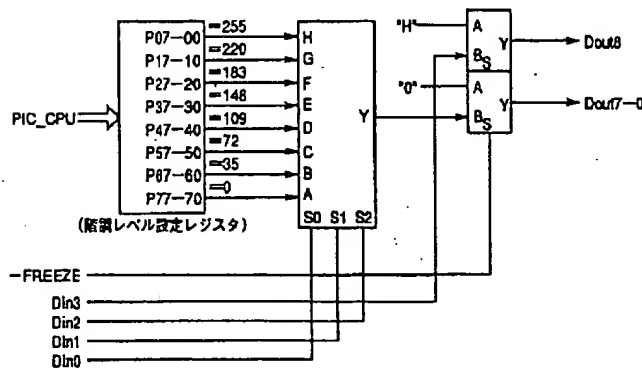 PIC_CPU
P07—00
P17—10
P27—20
P37—30
P47—40
P57—50
P67—60
P77—70
=255
=220
=183
=148
=109
=72
=35
=0
H
G
F
E
D
C
B
A
Y
S0 S1 S2
(階調レベル設定レジスタ)
"H"
A
B
S
Y
Dout8
"0"
A
B
S
Y
Dout7—0
—FREEZE
Din3
Din2
Din1
Din0